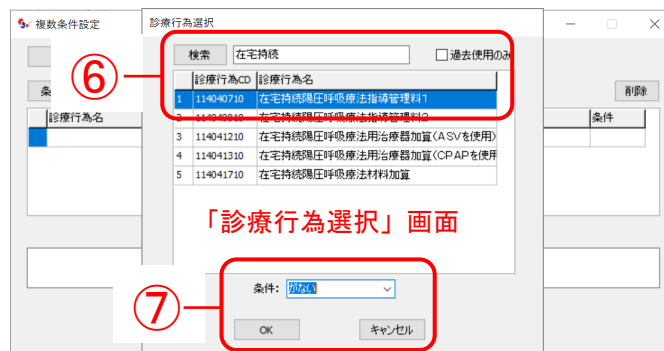 複数条件設定
診療行為選択
検索 在宅持続 過去使用のみ
⑥
診療行為CD 診療行為名
1 114040710 在宅持続陽圧呼吸療法指導管理料1
在宅持続陽圧呼吸療法指導管理料2
3 114041210 在宅持続陽圧呼吸療法用治療器加算(ASVを使用)
4 114041310 在宅持続陽圧呼吸療法用治療器加算(CPAPを使用
5 114041710 在宅持続陽圧呼吸療法材料加算
削除
診療行為名
条件
「診療行為選択」画面
⑦
条件: がない
OK キャンセル